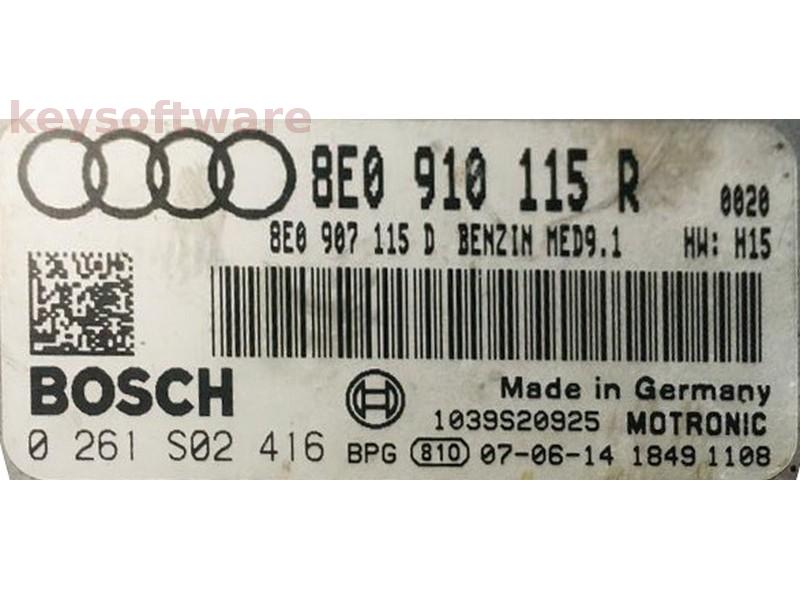 keysoftware
8E0 910 115 R 0020
8E0 907 115 D BENZIN MED9.1 HW: H15
BOSCH
Made in Germany
1039S20925 MOTRONIC
0 261 S02 416 BPG 810 07-06-14 1849 1108